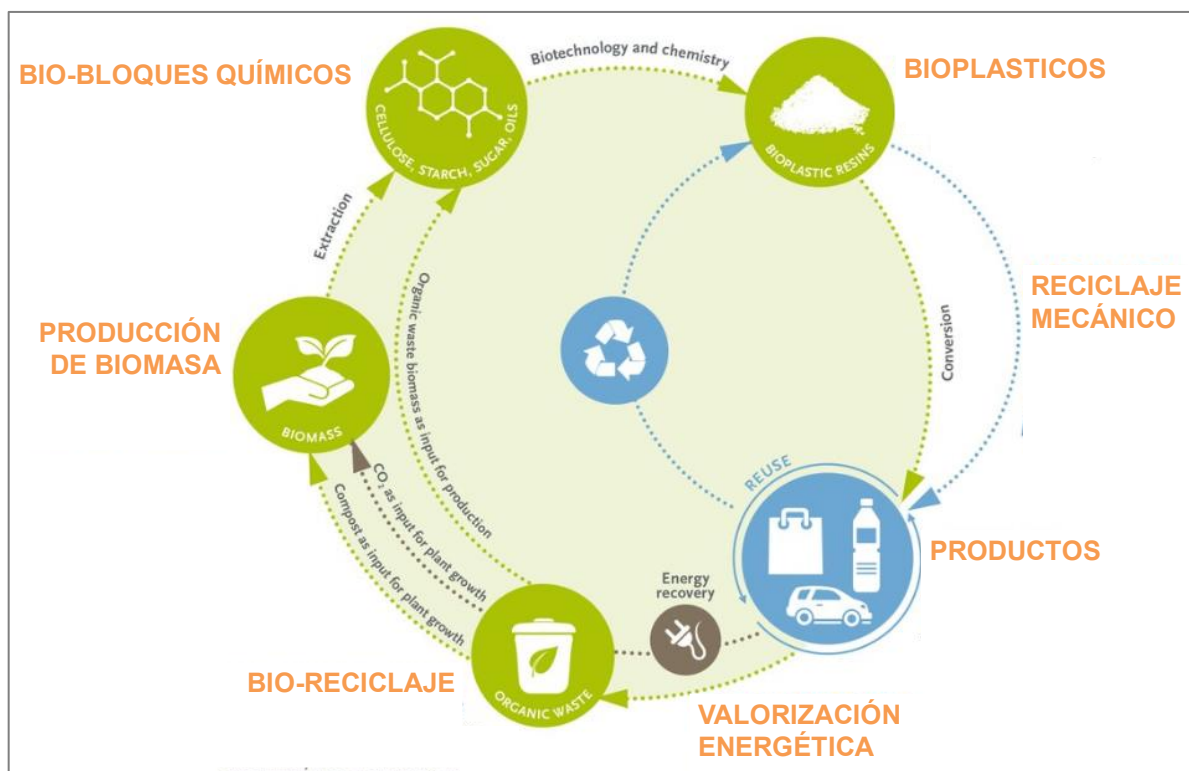 BIO-BLOQUES QUÍMICOS
CELLULOSE, STARCH, SUGAR, OILS
Biotechnology and chemistry
BIOPLASTICOS
BIOPLASTIC RESINS
Extraction
Organic waste biomass as input for production
RECICLAJE
MECÁNICO
Conversion
PRODUCCIÓN
DE BIOMASA
BIOMASS
CO₂ as input for plant growth
Compost as input for plant growth
REUSE
PRODUCTOS
Energy
recovery
BIO-RECICLAJE
ORGANIC WASTE
VALORIZACIÓN
ENERGÉTICA